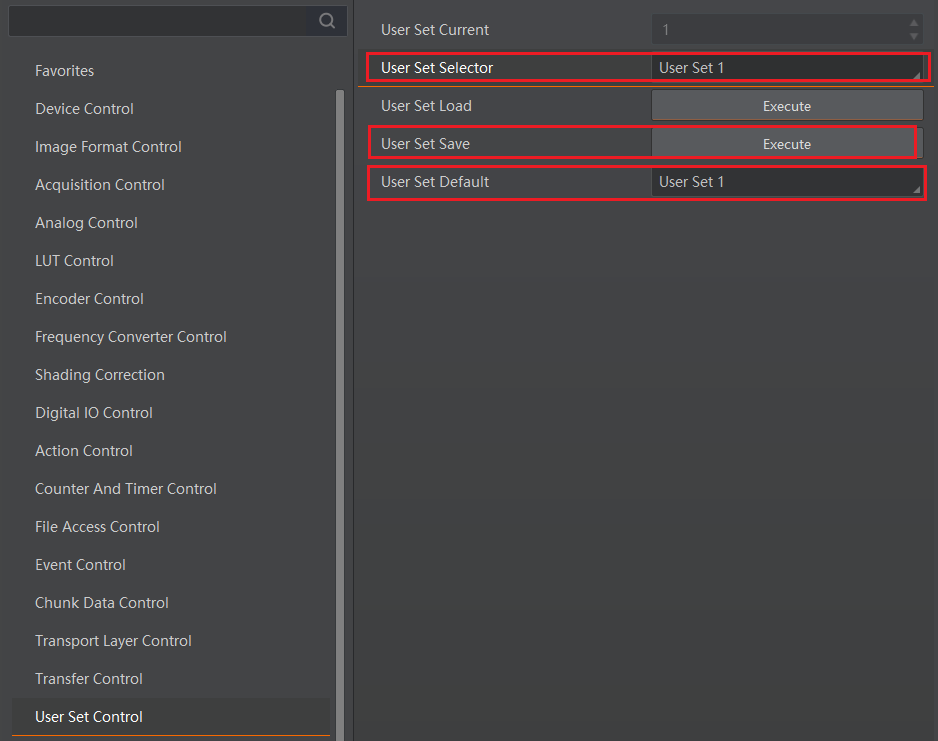 Favorites
Device Control
Image Format Control
Acquisition Control
Analog Control
LUT Control
Encoder Control
Frequency Converter Control
Shading Correction
Digital IO Control
Action Control
Counter And Timer Control
File Access Control
Event Control
Chunk Data Control
Transport Layer Control
Transfer Control
User Set Control
User Set Current 1
User Set Selector User Set 1
User Set Load Execute
User Set Save Execute
User Set Default User Set 1